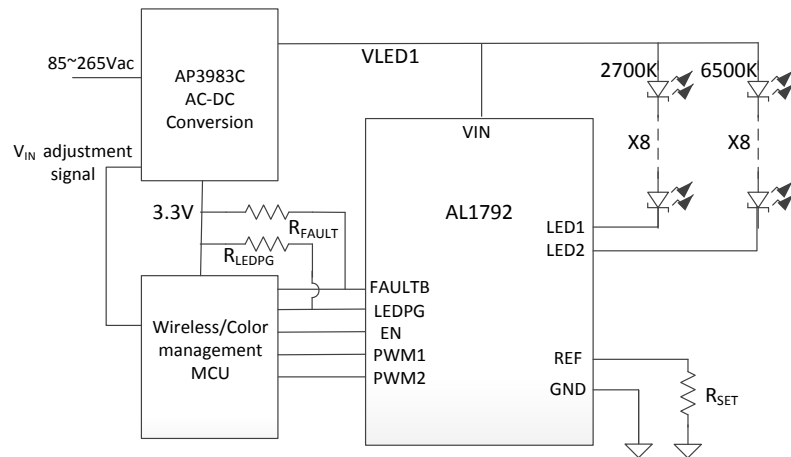 85~265Vac
AP3983C
AC-DC
Conversion
VLED1
2700K
6500K
VIN
X8
X8
VIN adjustment
signal
3.3V
RFAULT
RLEDPG
AL1792
LED1
LED2
Wireless/Color
management
MCU
FAULTB
LEDPG
EN
PWM1
PWM2
REF
GND
RSET